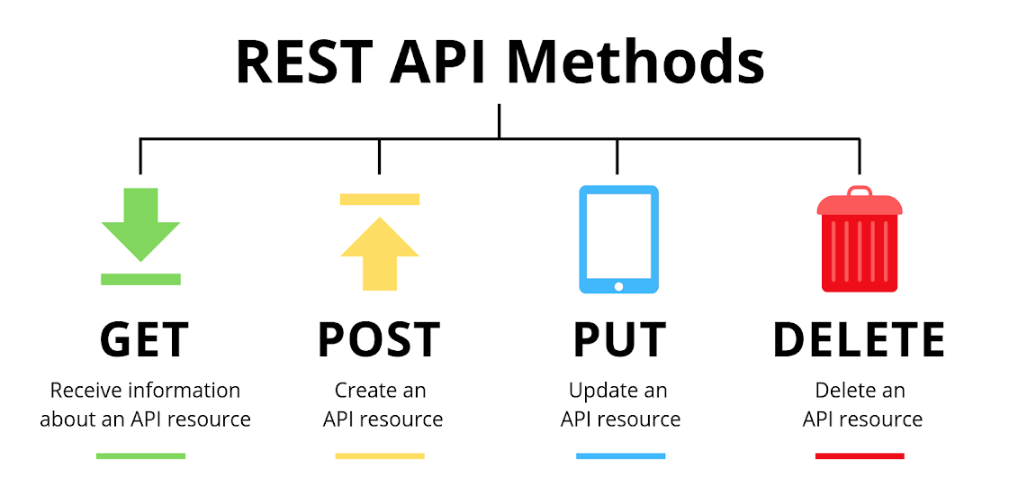 REST API Methods
GET
Receive information
about an API resource
POST
Create an
API resource
PUT
Update an
API resource
DELETE
Delete an
API resource